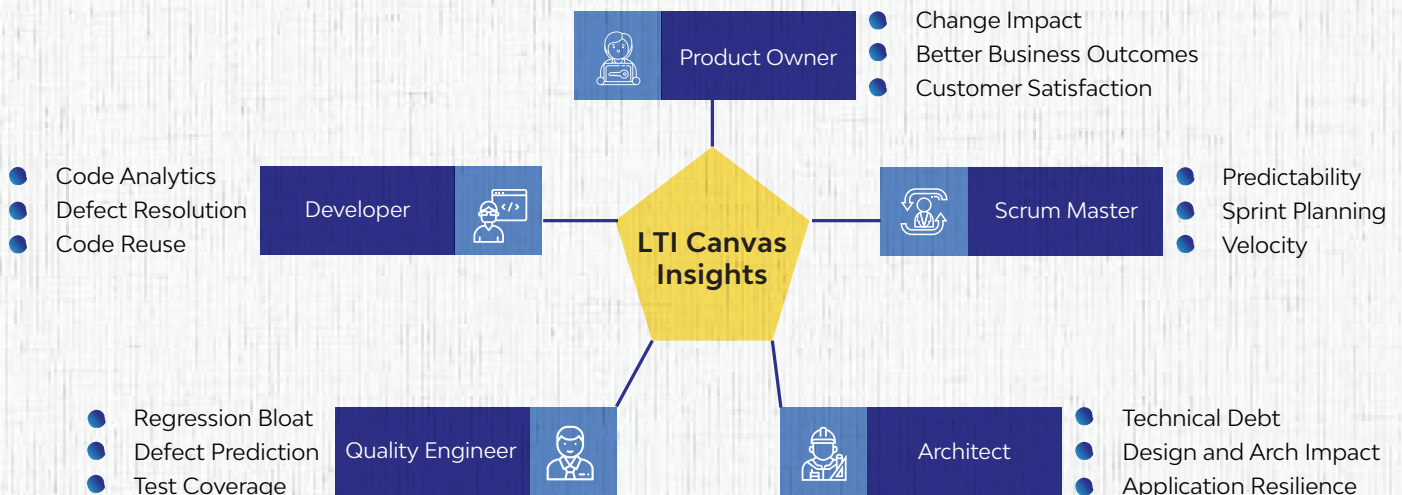 Product Owner
Change Impact
Better Business Outcomes
Customer Satisfaction
Code Analytics
Defect Resolution
Code Reuse
Developer
</>
LTI Canvas
Insights
Scrum Master
Predictability
Sprint Planning
Velocity
Regression Bloat
Defect Prediction
Test Coverage
Quality Engineer
Architect
Technical Debt
Design and Arch Impact
Application Resilience